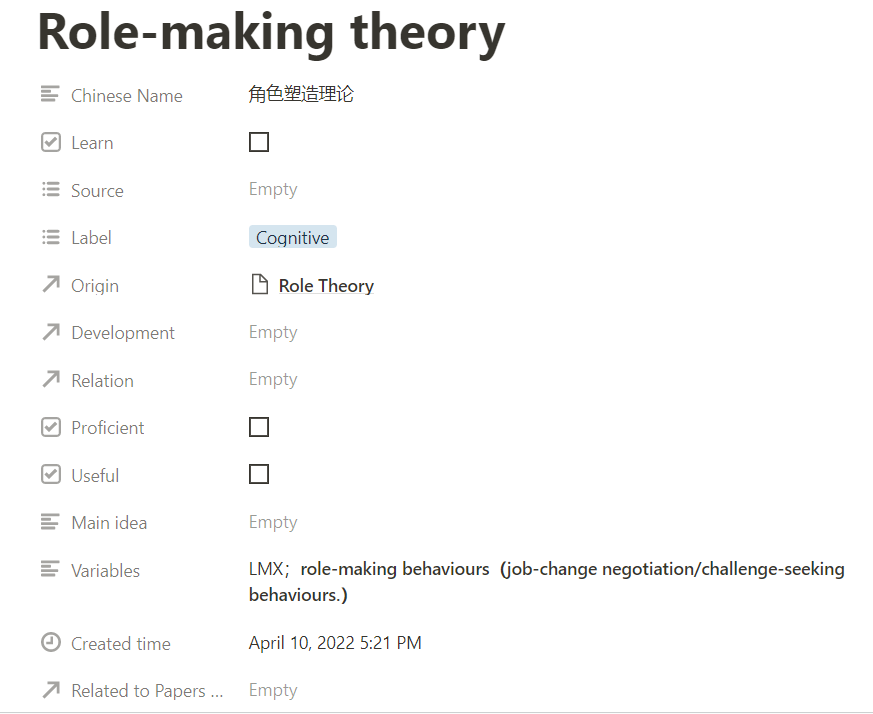 Role-making theory
Chinese Name 角色塑造理论
Learn
Source Empty
Label Cognitive
Origin Role Theory
Development Empty
Relation Empty
Proficient
Useful
Main idea Empty
Variables LMX；role-making behaviours（job-change negotiation/challenge-seeking
behaviours.）
Created time April 10, 2022 5:21 PM
Related to Papers ... Empty